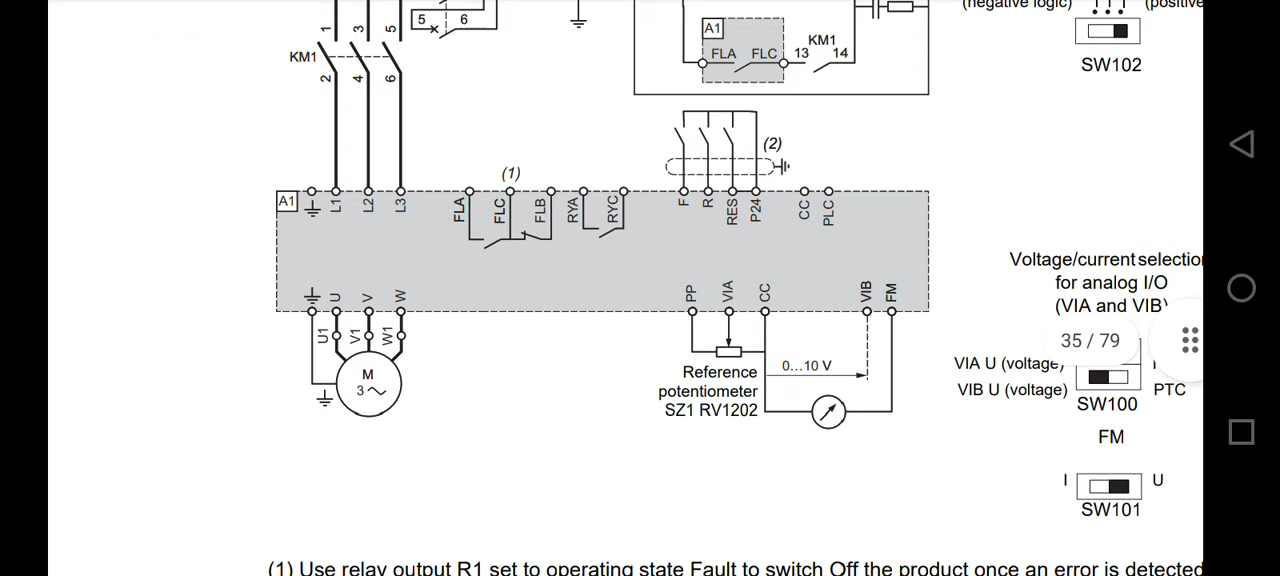 (negative logic)
(positive
5
6
1
3
5
A1
KM1
FLA
FLC
13
14
KM1
2
4
6
SW102
(1)
(2)
A1
L1
L2
L3
FLA
FLC
FLB
RYA
RYC
F
R
RES
P24
CC
PLC
Voltage/current selectio
for analog I/O
(VIA and VIB)
U
V
W
PP
VIA
CC
VIB
FM
U1
V1
W1
35 / 79
M
3
0...10 V
Reference
potentiometer
SZ1 RV1202
VIA U (voltage)
VIB U (voltage)
PTC
SW100
FM
I
U
SW101
(1) Use relay output R1 set to operating state Fault to switch Off the product once an error is detected